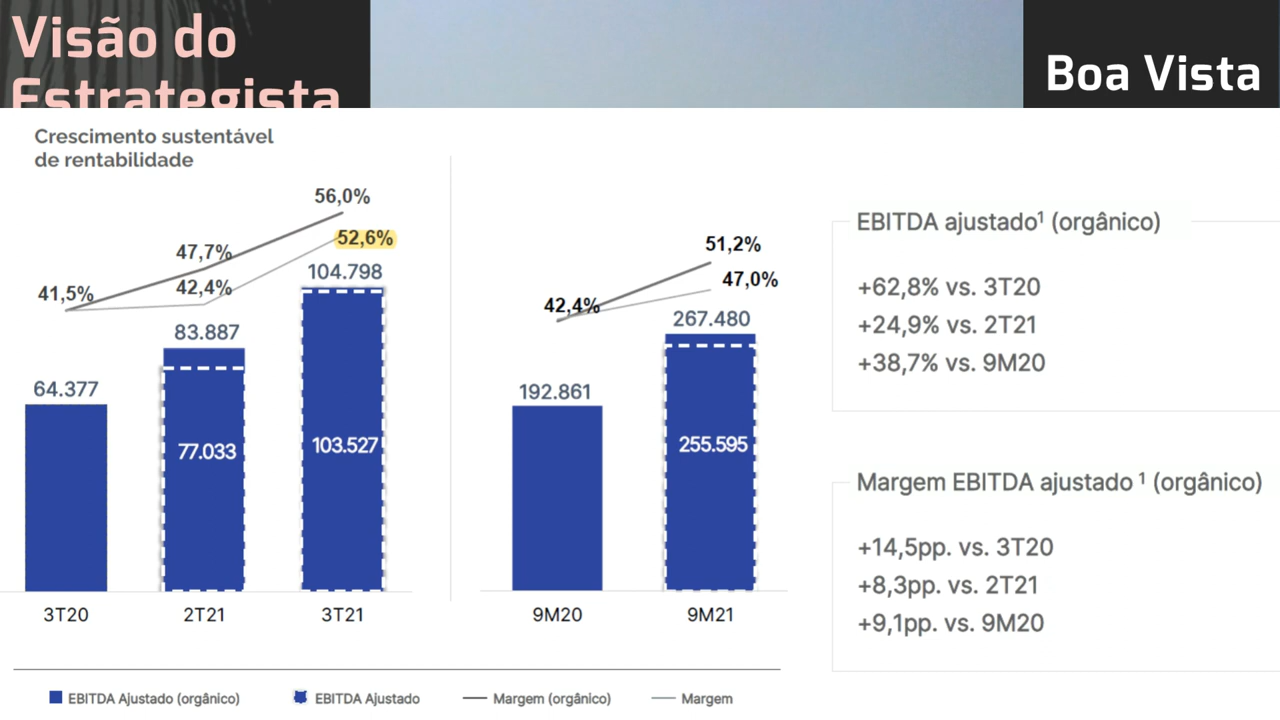 Visão do
Estrategista
Boa Vista
Crescimento sustentável
de rentabilidade
56,0%
52,6%
47,7%
42,4%
41,5%
104.798
83.887
64.377
77.033
103.527
3T20
2T21
3T21
51,2%
47,0%
42,4%
267.480
192.861
255.595
9M20
9M21
EBITDA ajustado¹ (orgânico)
+62,8% vs. 3T20
+24,9% vs. 2T21
+38,7% vs. 9M20
Margem EBITDA ajustado ¹ (orgânico)
+14,5pp. vs. 3T20
+8,3pp. vs. 2T21
+9,1pp. vs. 9M20
EBITDA Ajustado (orgânico)
EBITDA Ajustado
Margem (orgânico)
Margem